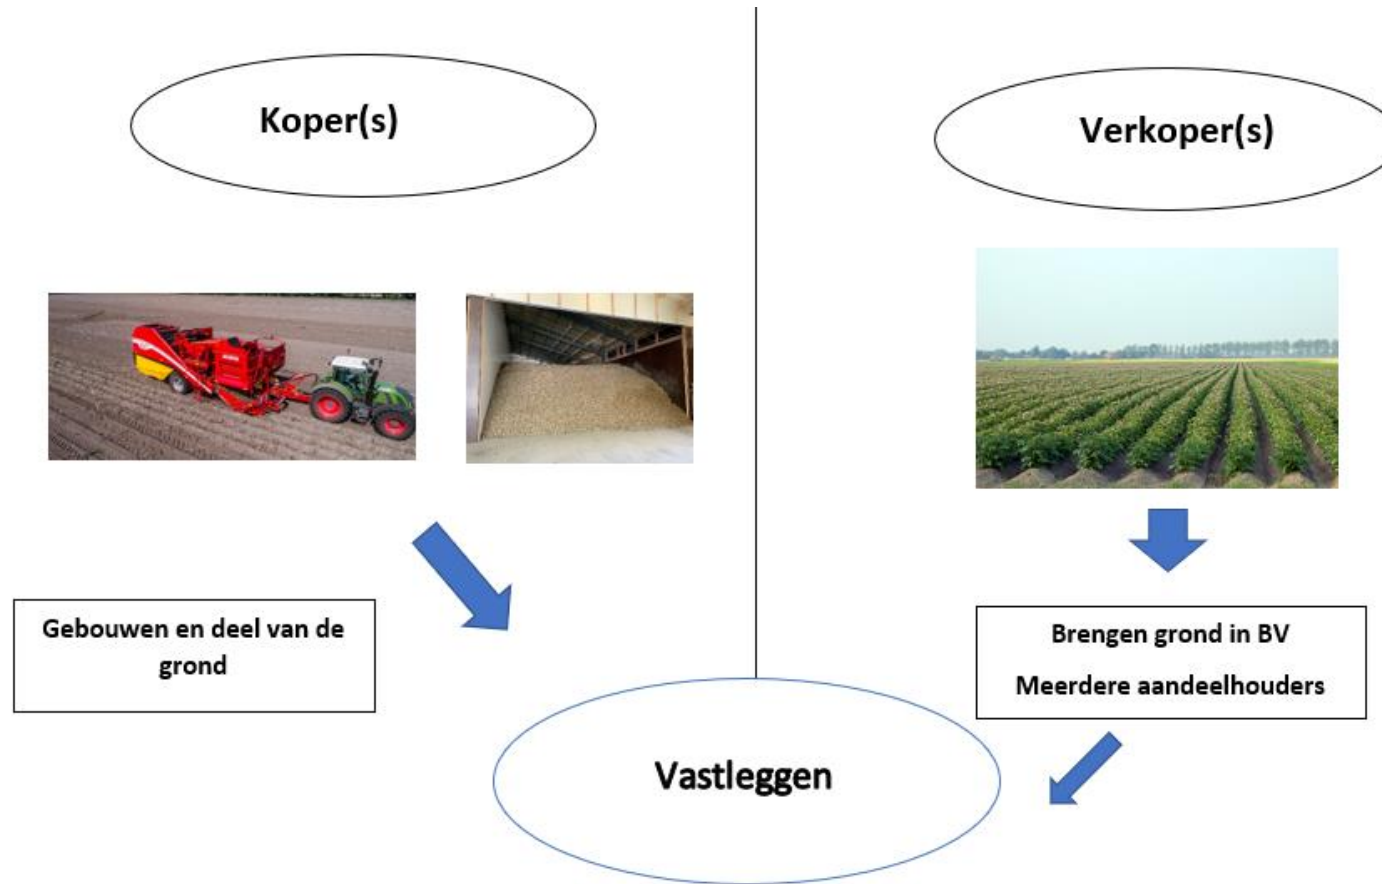 Koper(s)
Verkoper(s)
Gebouwen en deel van de
grond
Brengen grond in BV
Meerdere aandeelhouders
Vastleggen